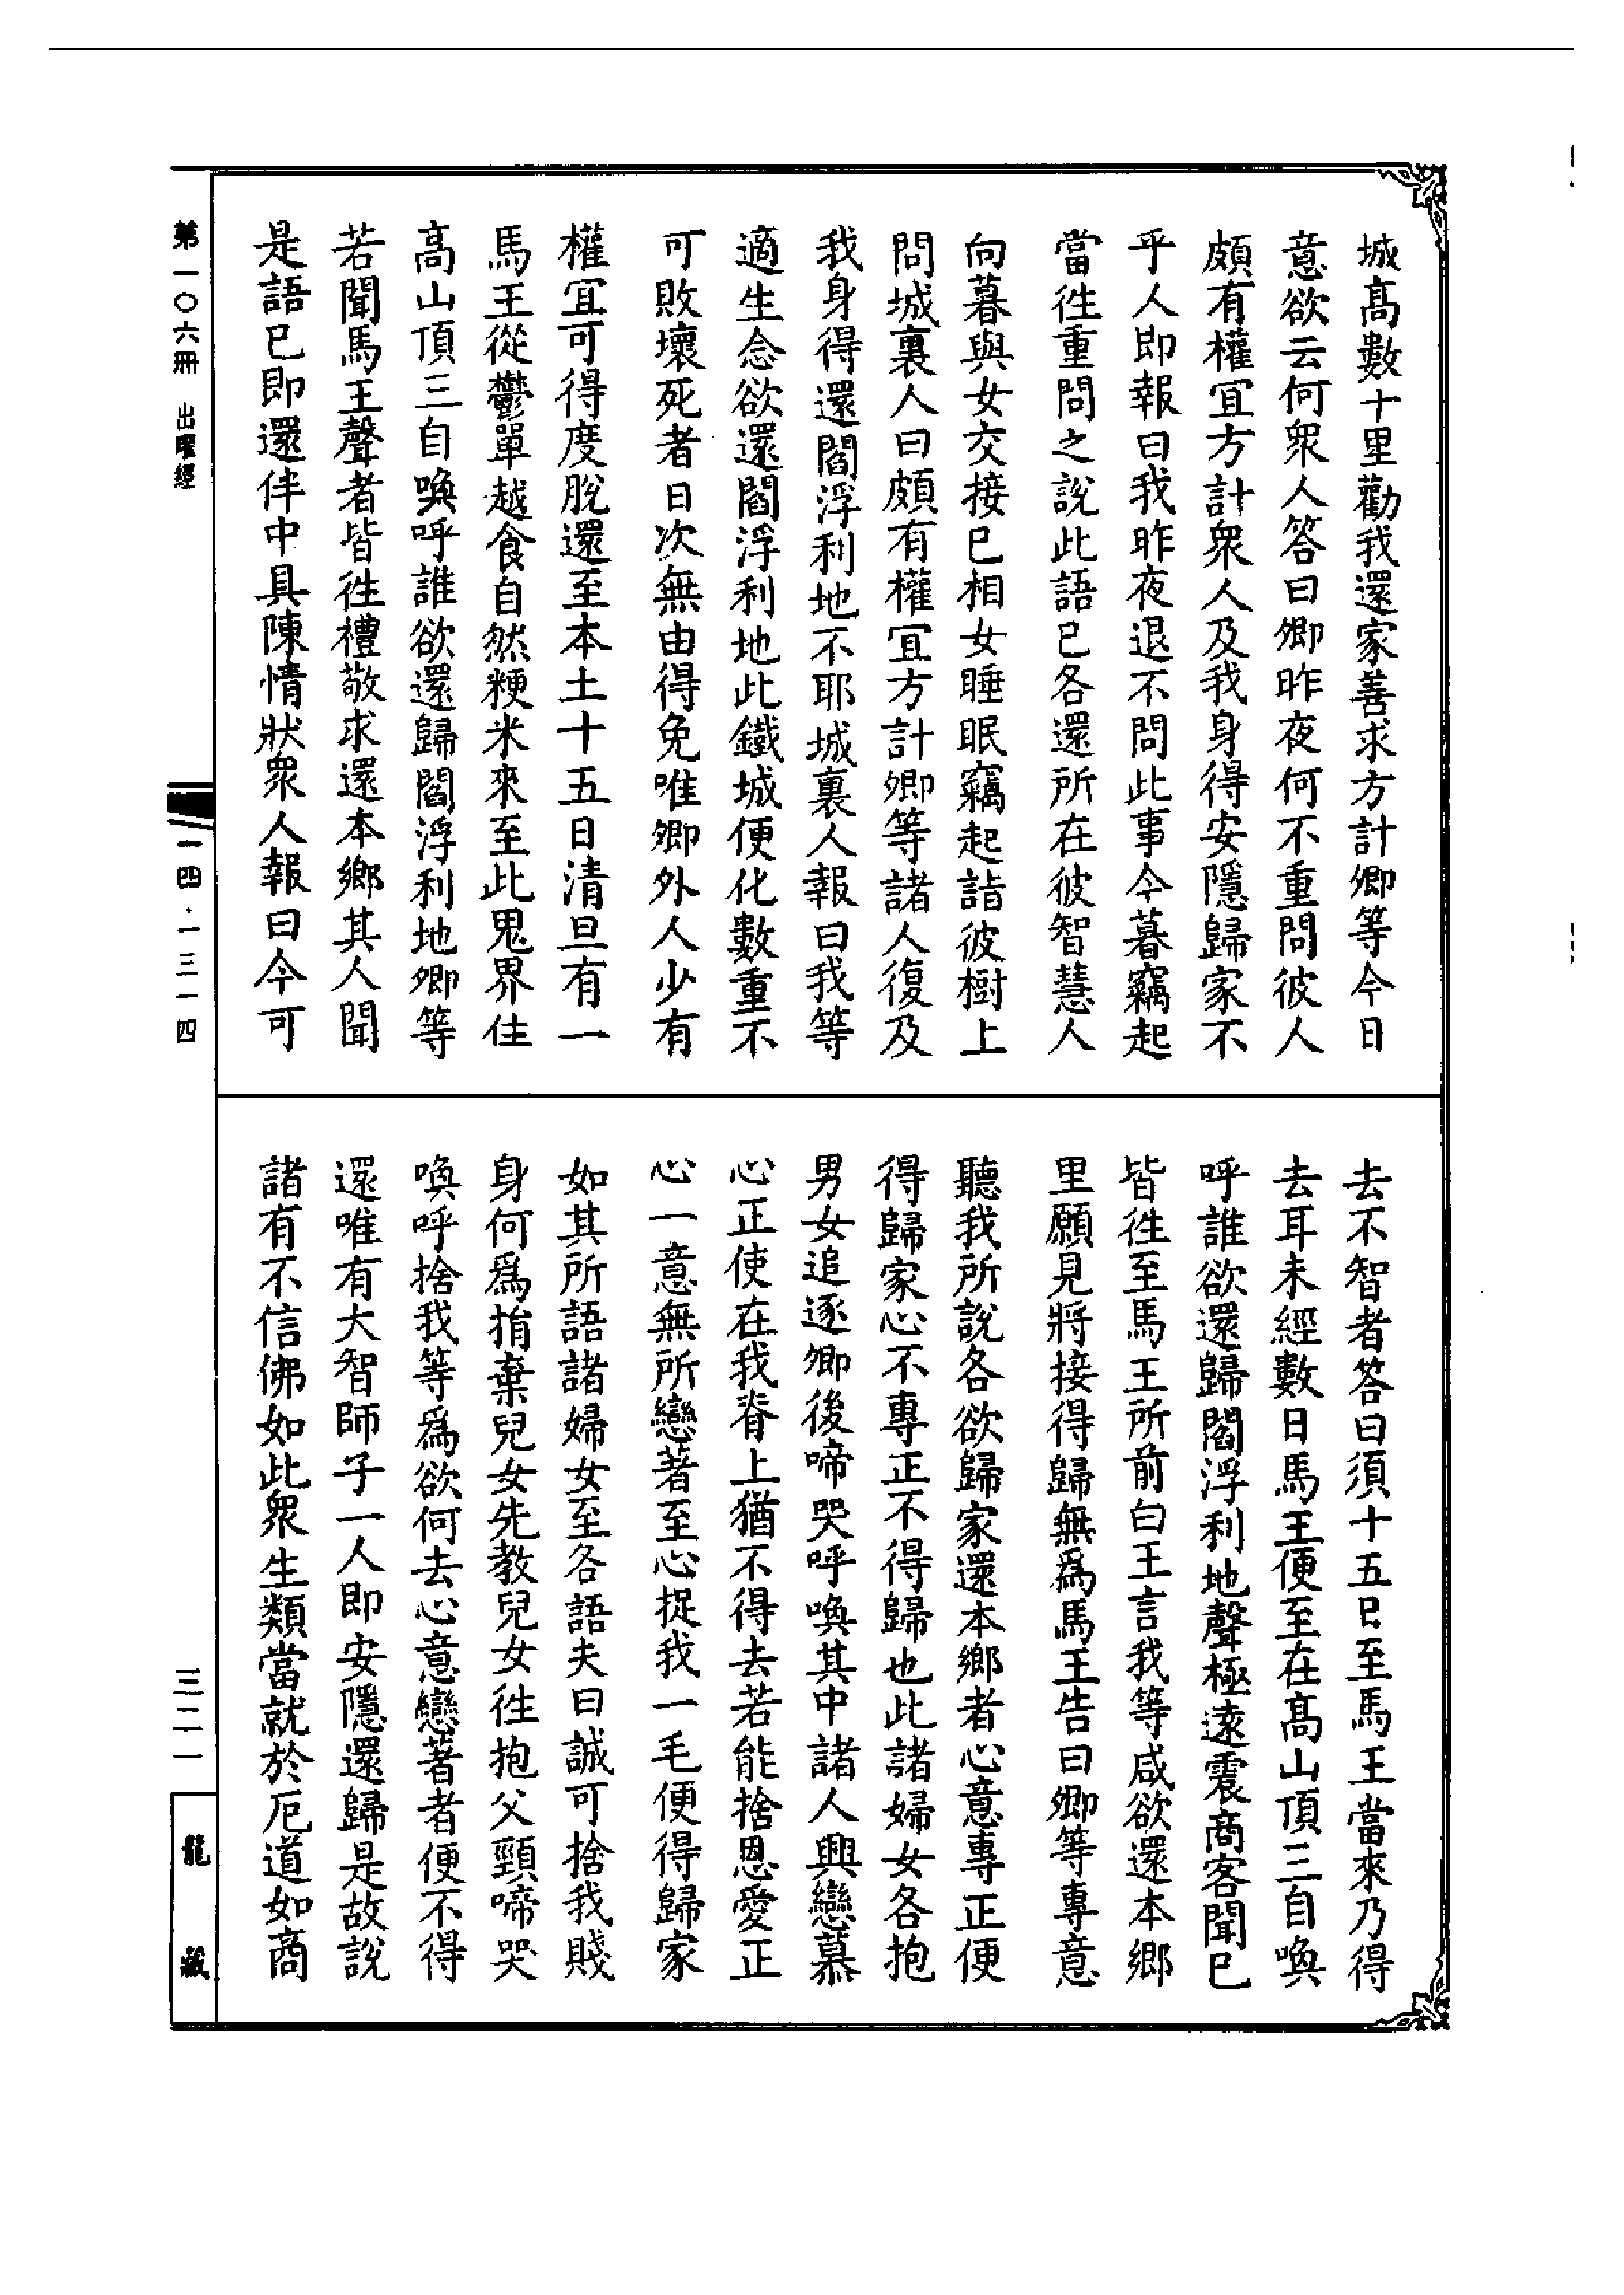 城髙數十里勸我還家善求方計卿等今日
意欲云何衆人答曰卿昨夜何不重問彼人
頗有權宜方計衆人及我身得安隱歸家不
乎人即報曰我昨夜退不問此事今暮竊起
當徃重問之說此語已各還所在彼智慧人
向暮與女交接已相女睡眠竊起詣彼樹上
問城裏人曰頗有權宜方計卿等諸人復及
我身得還閻浮利地不耶城裏人報曰我等
適生念欲還閻浮利地此鐵城便化數重不
可敗壞死者日次無由得免唯卿外人少有
權宜可得度脫還至本土十五日清旦有一
馬王從鬱單越食自然粳米來至此鬼界住
高山頂三自喚呼誰欲還歸閻浮利地卿等
若聞馬王聲者皆徃禮敬求還本鄉其人聞
是語已即還伴中具陳情狀衆人報曰今可
去不智者答曰須十五日至馬王當來乃得
去耳未經數日馬王便至在髙山頂三自喚
呼誰欲還歸閻浮利地聲極遠震商客聞已
皆徃至馬王所前白王言我等咸欲還本鄉
里願見將接得歸無爲馬王告曰卿等專意
聽我所說各欲歸家還本鄉者心意專正便
得歸家心不專正不得歸也此諸婦女各抱
男女追逐卿後啼哭呼喚其中諸人興戀慕
心正使在我脊上猶不得去若能捨恩愛正
心一意無所戀著至心捉我一毛便得歸家
如其所語諸婦女至各語夫曰誠可捨我賤
身何爲捐棄兒女先教兒女徃抱父頸啼哭
喚呼捨我等爲欲何去心意戀著者便不得
還唯有大智師子一人即安隱還歸是故說
諸有不信佛如此衆生類當就於厄道如商
第一〇六冊 出曜經
一四·一三一四
三二一
龍藏